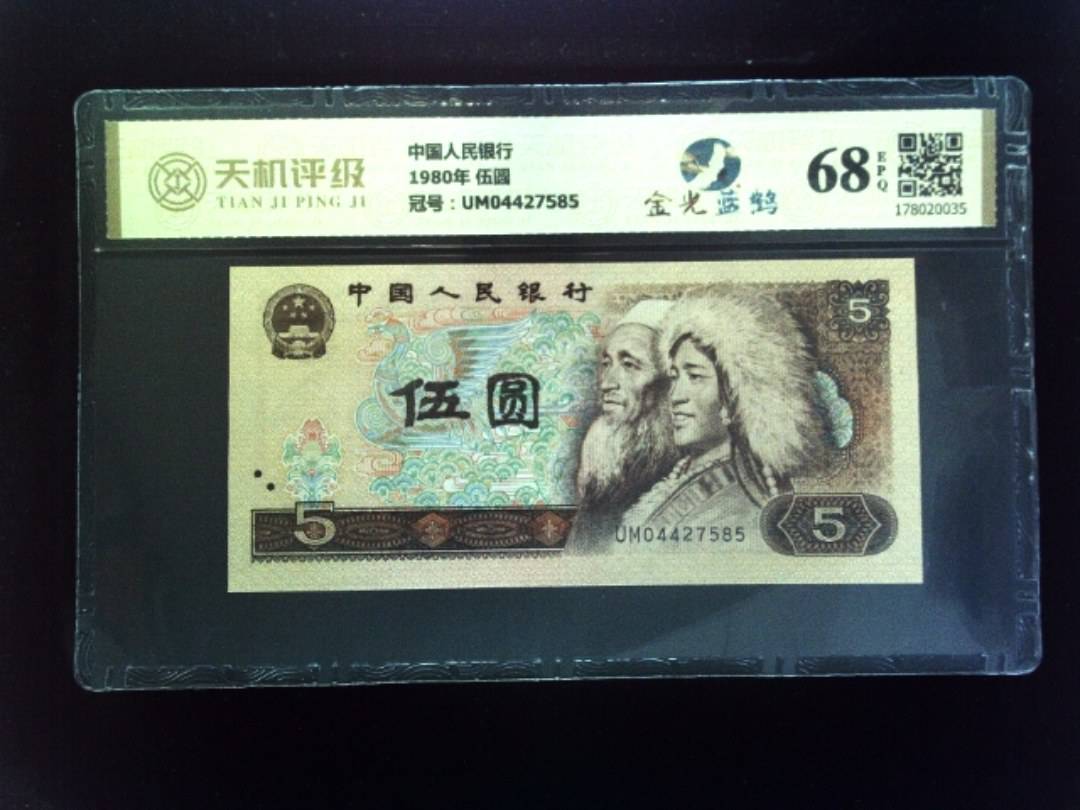 天机评级
TIAN JI PING JI
中国人民银行
1980年 伍圆
冠号：UM04427585
金光蓝鹤
68
EPQ
178020035
中国人民银行
5
伍圆
5
UM04427585
5